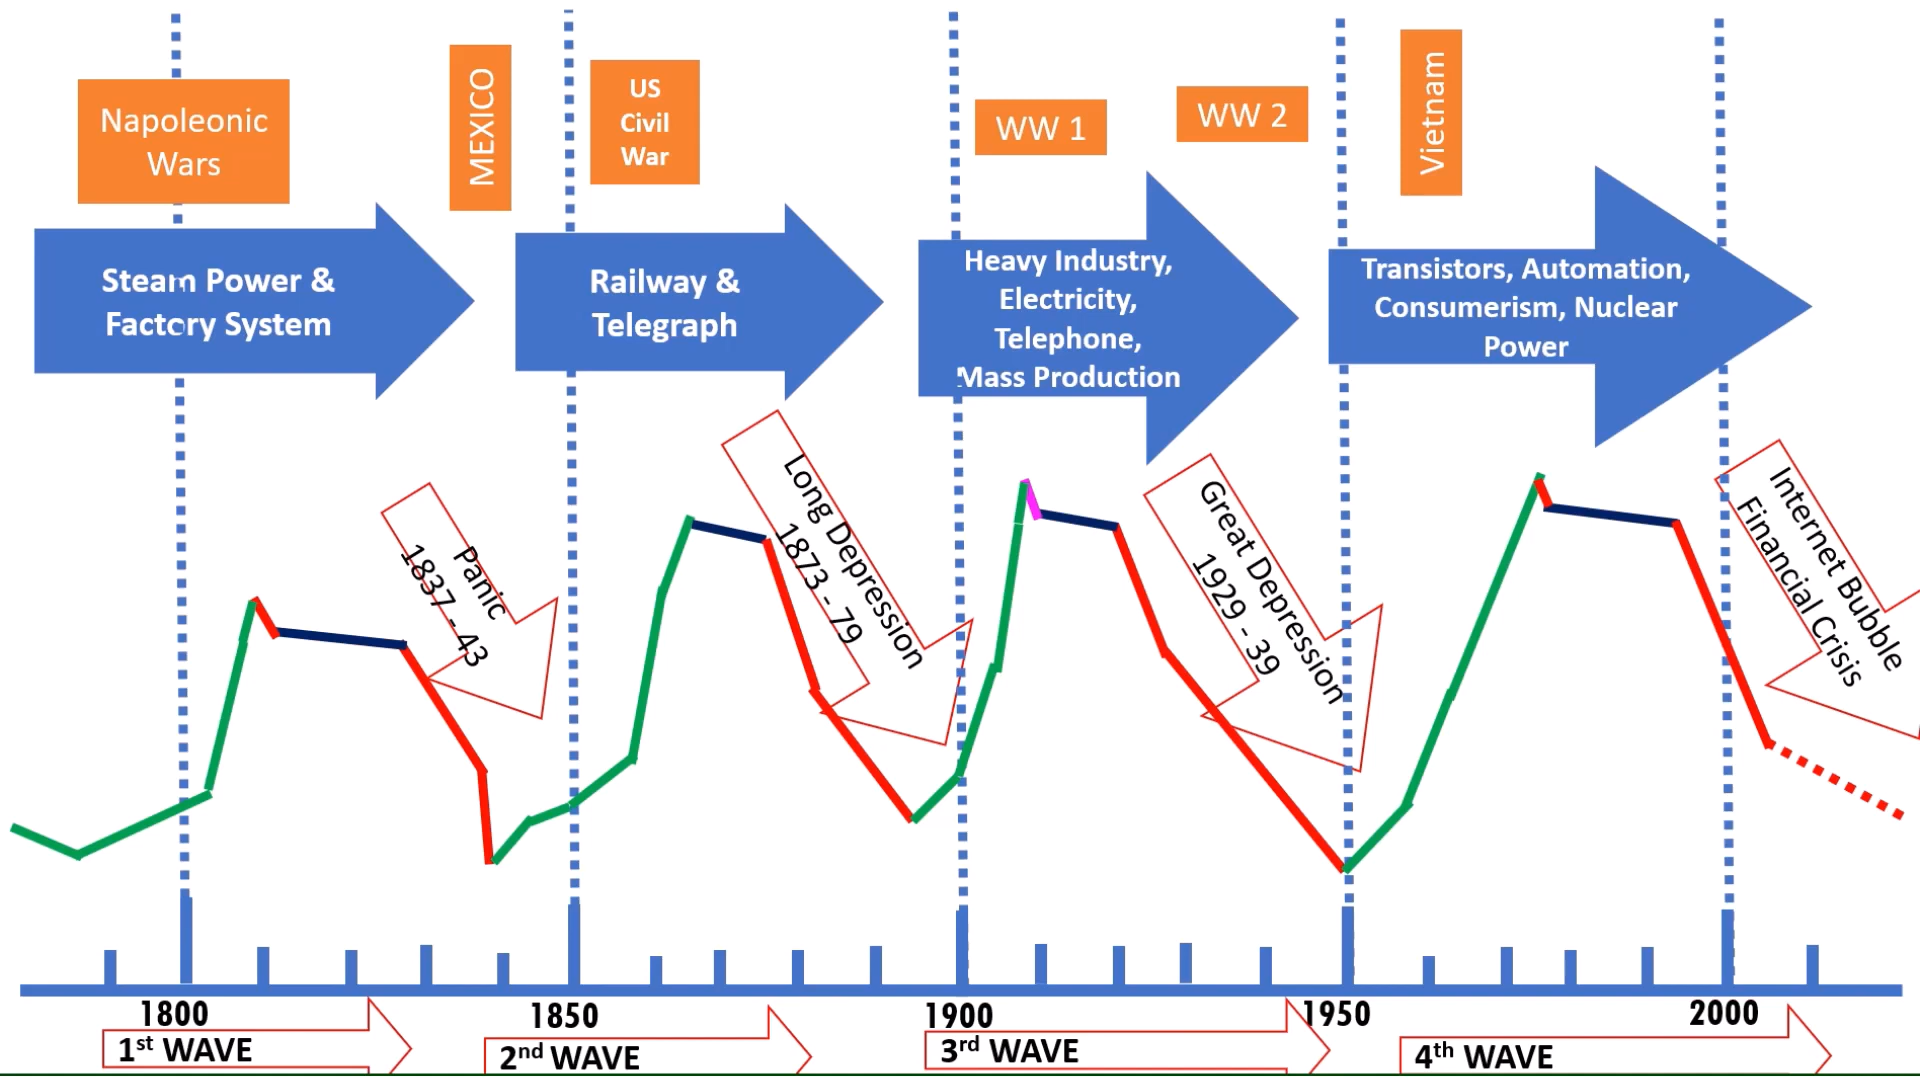 Napoleonic
Wars
MEXICO
US
Civil
War
WW 1
WW 2
Vietnam
Steam Power &
Factory System
Railway &
Telegraph
Heavy Industry,
Electricity,
Telephone,
Mass Production
Transistors, Automation,
Consumerism, Nuclear
Power
Panic
1837 - 43
Long Depression
1873 - 79
Great Depression
1929 - 39
Internet Bubble
Financial Crisis
1800
1850
1900
1950
2000
1st WAVE
2nd WAVE
3rd WAVE
4th WAVE